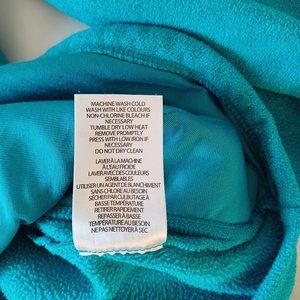 MACHINE WASH COLD
WASH WITH LIKE COLOURS
NON-CHLORINE BLEACH IF
NECESSARY
TUMBLE DRY LOW HEAT
REMOVE PROMPTLY
PRESS WITH LOW IRON IF
NECESSARY
DO NOT DRY CLEAN
LAVER À LA MACHINE
À L'EAU FROIDE
LAVER AVEC DES COULEURS
SEMBLABLES
UTILISER UN AGENT DE BLANCHIMENT
SANS CHLORE AU BESOIN
SÉCHER PAR CULBUTAGE À
BASSE TEMPÉRATURE
RETIRER RAPIDEMENT
REPASSER À BASSE
TEMPÉRATURE AU BESOIN
NE PAS NETTOYER À SEC